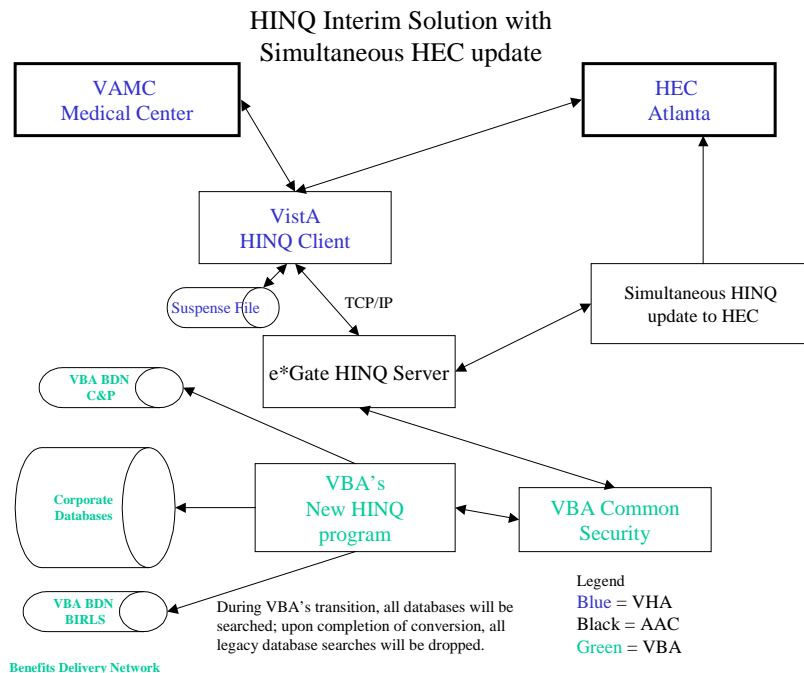 HINQ Interim Solution with
Simultaneous HEC update
VAMC
Medical Center
HEC
Atlanta
VistA
HINQ Client
Suspense File
TCP/IP
Simultaneous HINQ
update to HEC
e*Gate HINQ Server
VBA BDN
C&P
Corporate
Databases
VBA's
New HINQ
program
VBA Common
Security
VBA BDN
BIRLS
During VBA's transition, all databases will be
searched; upon completion of conversion, all
legacy database searches will be dropped.
Legend
Blue = VHA
Black = AAC
Green = VBA
Benefits Delivery Network